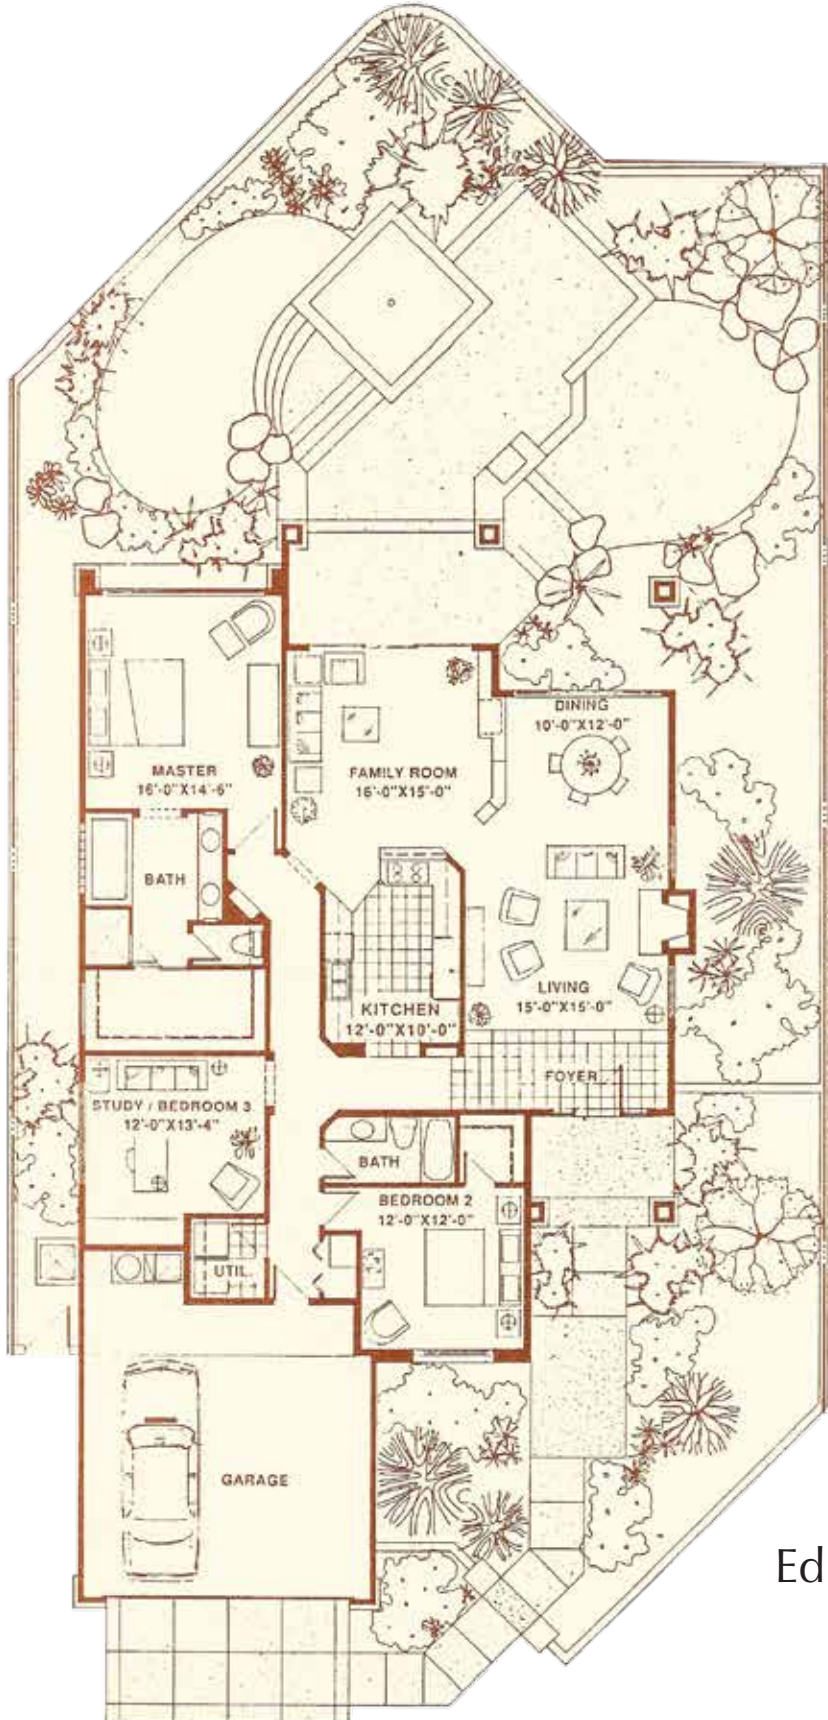 DINING
10'-0"X12'-0"
MASTER
16'-0"X14'-6"
FAMILY ROOM
16'-0"X15'-0"
BATH
LIVING
15'-0"X15'-0"
KITCHEN
12'-0"X10'-0"
FOYER
STUDY / BEDROOM 3
12'-0"X13'-4"
BATH
BEDROOM 2
12'-0"X12'-0"
UTIL.
GARAGE
Ed